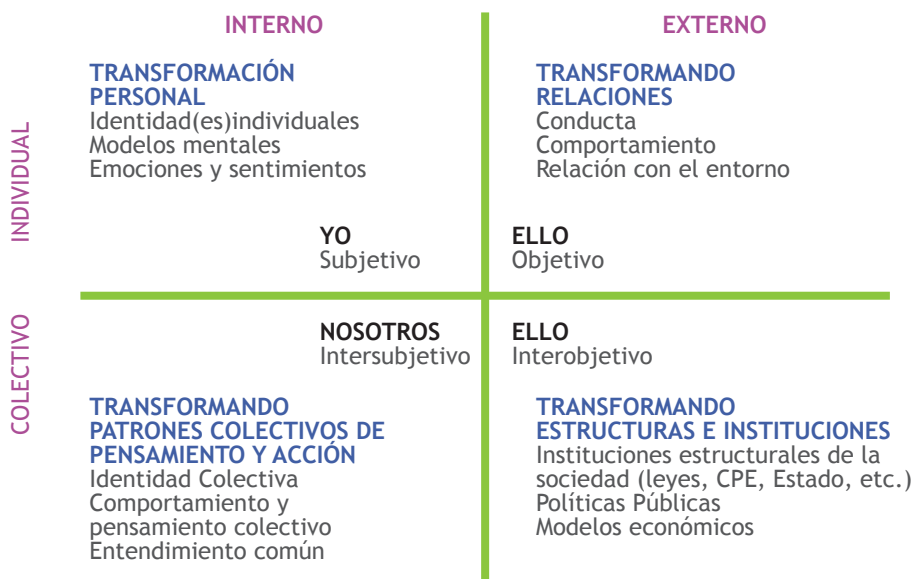 INTERNO
EXTERNO
INDIVIDUAL
TRANSFORMACIÓN
PERSONAL
Identidad(es)individuales
Modelos mentales
Emociones y sentimientos
YO
Subjetivo
TRANSFORMANDO
RELACIONES
Conducta
Comportamiento
Relación con el entorno
ELLO
Objetivo
COLECTIVO
NOSOTROS
Intersubjetivo
TRANSFORMANDO
PATRONES COLECTIVOS DE
PENSAMIENTO Y ACCIÓN
Identidad Colectiva
Comportamiento y
pensamiento colectivo
Entendimiento común
ELLO
Interobjetivo
TRANSFORMANDO
ESTRUCTURAS E INSTITUCIONES
Instituciones estructurales de la
sociedad (leyes, CPE, Estado, etc.)
Políticas Públicas
Modelos económicos